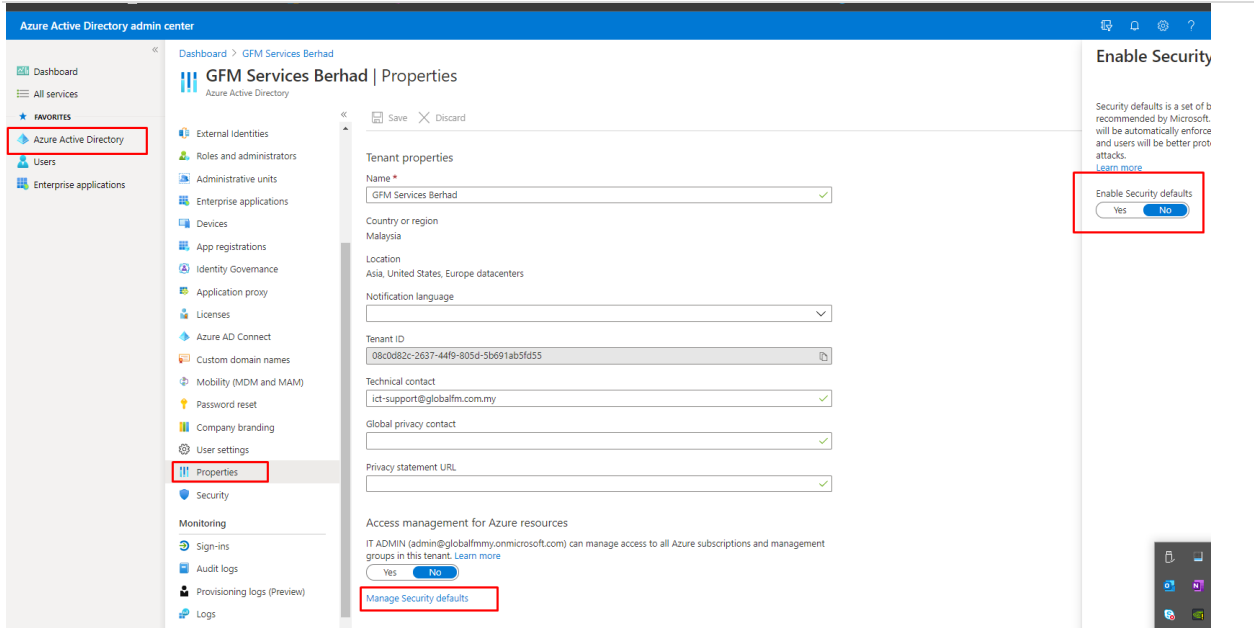 Azure Active Directory admin center
Dashboard
All services
FAVORITES
Azure Active Directory
Users
Enterprise applications
Dashboard > GFM Services Berhad
GFM Services Berhad | Properties
Azure Active Directory
External Identities
Roles and administrators
Administrative units
Enterprise applications
Devices
App registrations
Identity Governance
Application proxy
Licenses
Azure AD Connect
Custom domain names
Mobility (MDM and MAM)
Password reset
Company branding
User settings
Properties
Security
Monitoring
Sign-ins
Audit logs
Provisioning logs (Preview)
Logs
Save Discard
Tenant properties
Name *
GFM Services Berhad
Country or region
Malaysia
Location
Asia, United States, Europe datacenters
Notification language
Tenant ID
08c0d82c-2637-44f9-805d-5b691ab5fd55
Technical contact
ict-support@globalfm.com.my
Global privacy contact
Privacy statement URL
Access management for Azure resources
IT ADMIN (admin@globalfmmy.onmicrosoft.com) can manage access to all Azure subscriptions and management
groups in this tenant. Learn more
Yes No
Manage Security defaults
Enable Security
Security defaults is a set of b
recommended by Microsoft.
will be automatically enforce
and users will be better prot
attacks.
Learn more
Enable Security defaults
Yes No